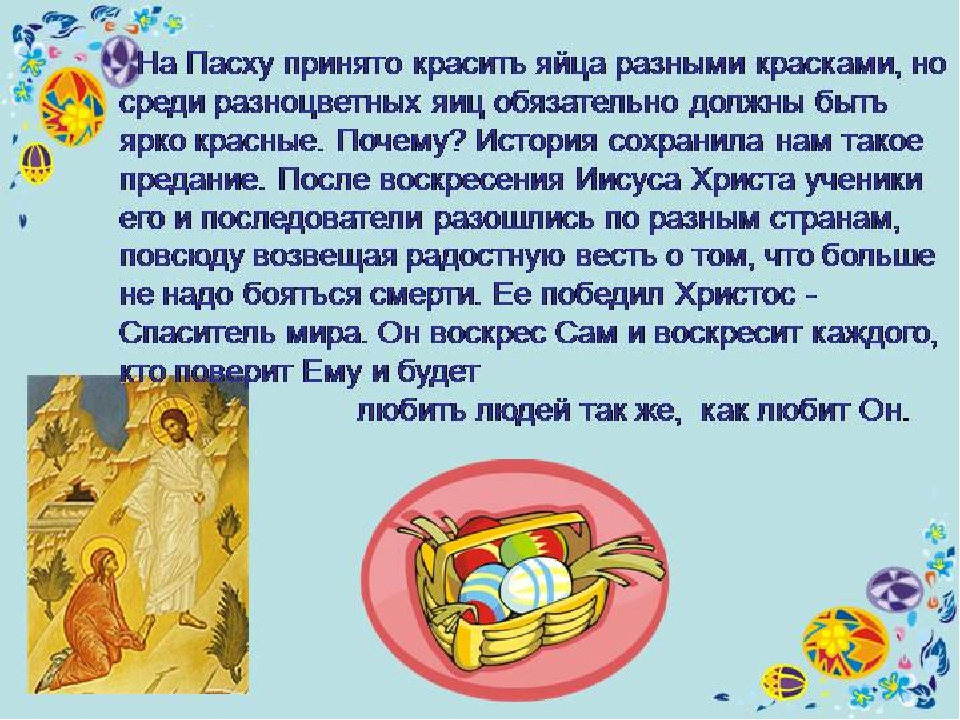 На Пасху принято красить яйца разными красками, но
среди разноцветных яиц обязательно должны быть
ярко красные. Почему? История сохранила нам такое
предание. После воскресения Иисуса Христа ученики
его и последователи разошлись по разным странам,
повсюду возвещая радостную весть о том, что больше
не надо бояться смерти. Ее победил Христос -
Спаситель мира. Он воскрес Сам и воскресит каждого,
кто поверит Ему и будет
любить людей так же, как любит Он.